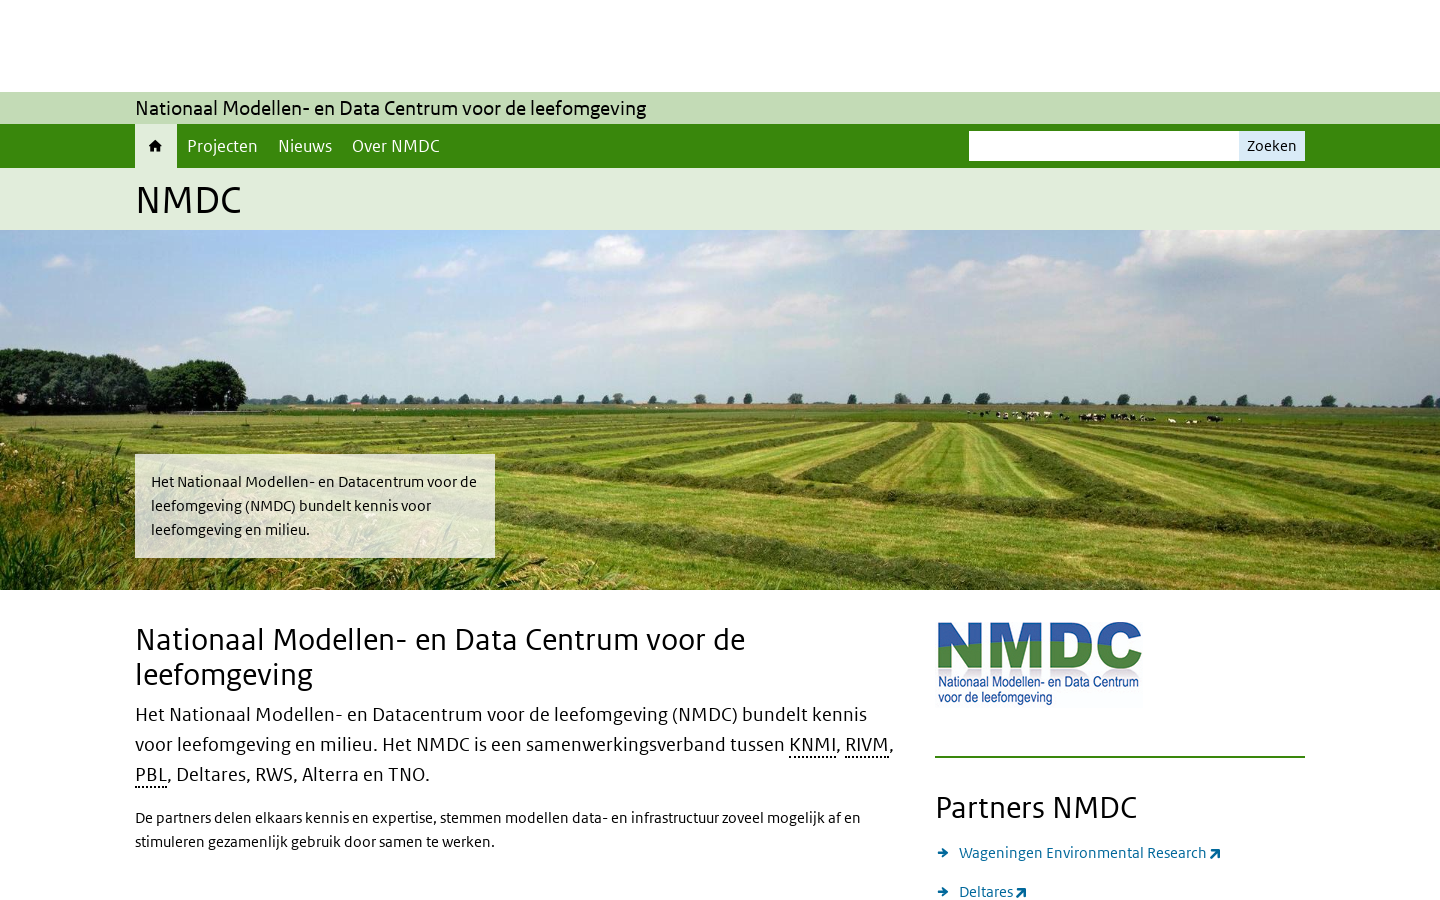 Nationaal Modellen- en Data Centrum voor de leefomgeving
Projecten
Nieuws
Over NMDC
Zoeken
NMDC
Het Nationaal Modellen- en Datacentrum voor de
leefomgeving (NMDC) bundelt kennis voor
leefomgeving en milieu.
Nationaal Modellen- en Data Centrum voor de
leefomgeving
Het Nationaal Modellen- en Datacentrum voor de leefomgeving (NMDC) bundelt kennis
voor leefomgeving en milieu. Het NMDC is een samenwerkingsverband tussen KNMI, RIVM,
PBL, Deltares, RWS, Alterra en TNO.
De partners delen elkaars kennis en expertise, stemmen modellen data- en infrastructuur zoveel mogelijk af en
stimuleren gezamenlijk gebruik door samen te werken.
NMDC
Nationaal Modellen- en Data Centrum
voor de leefomgeving
Partners NMDC
Wageningen Environmental Research
Deltares